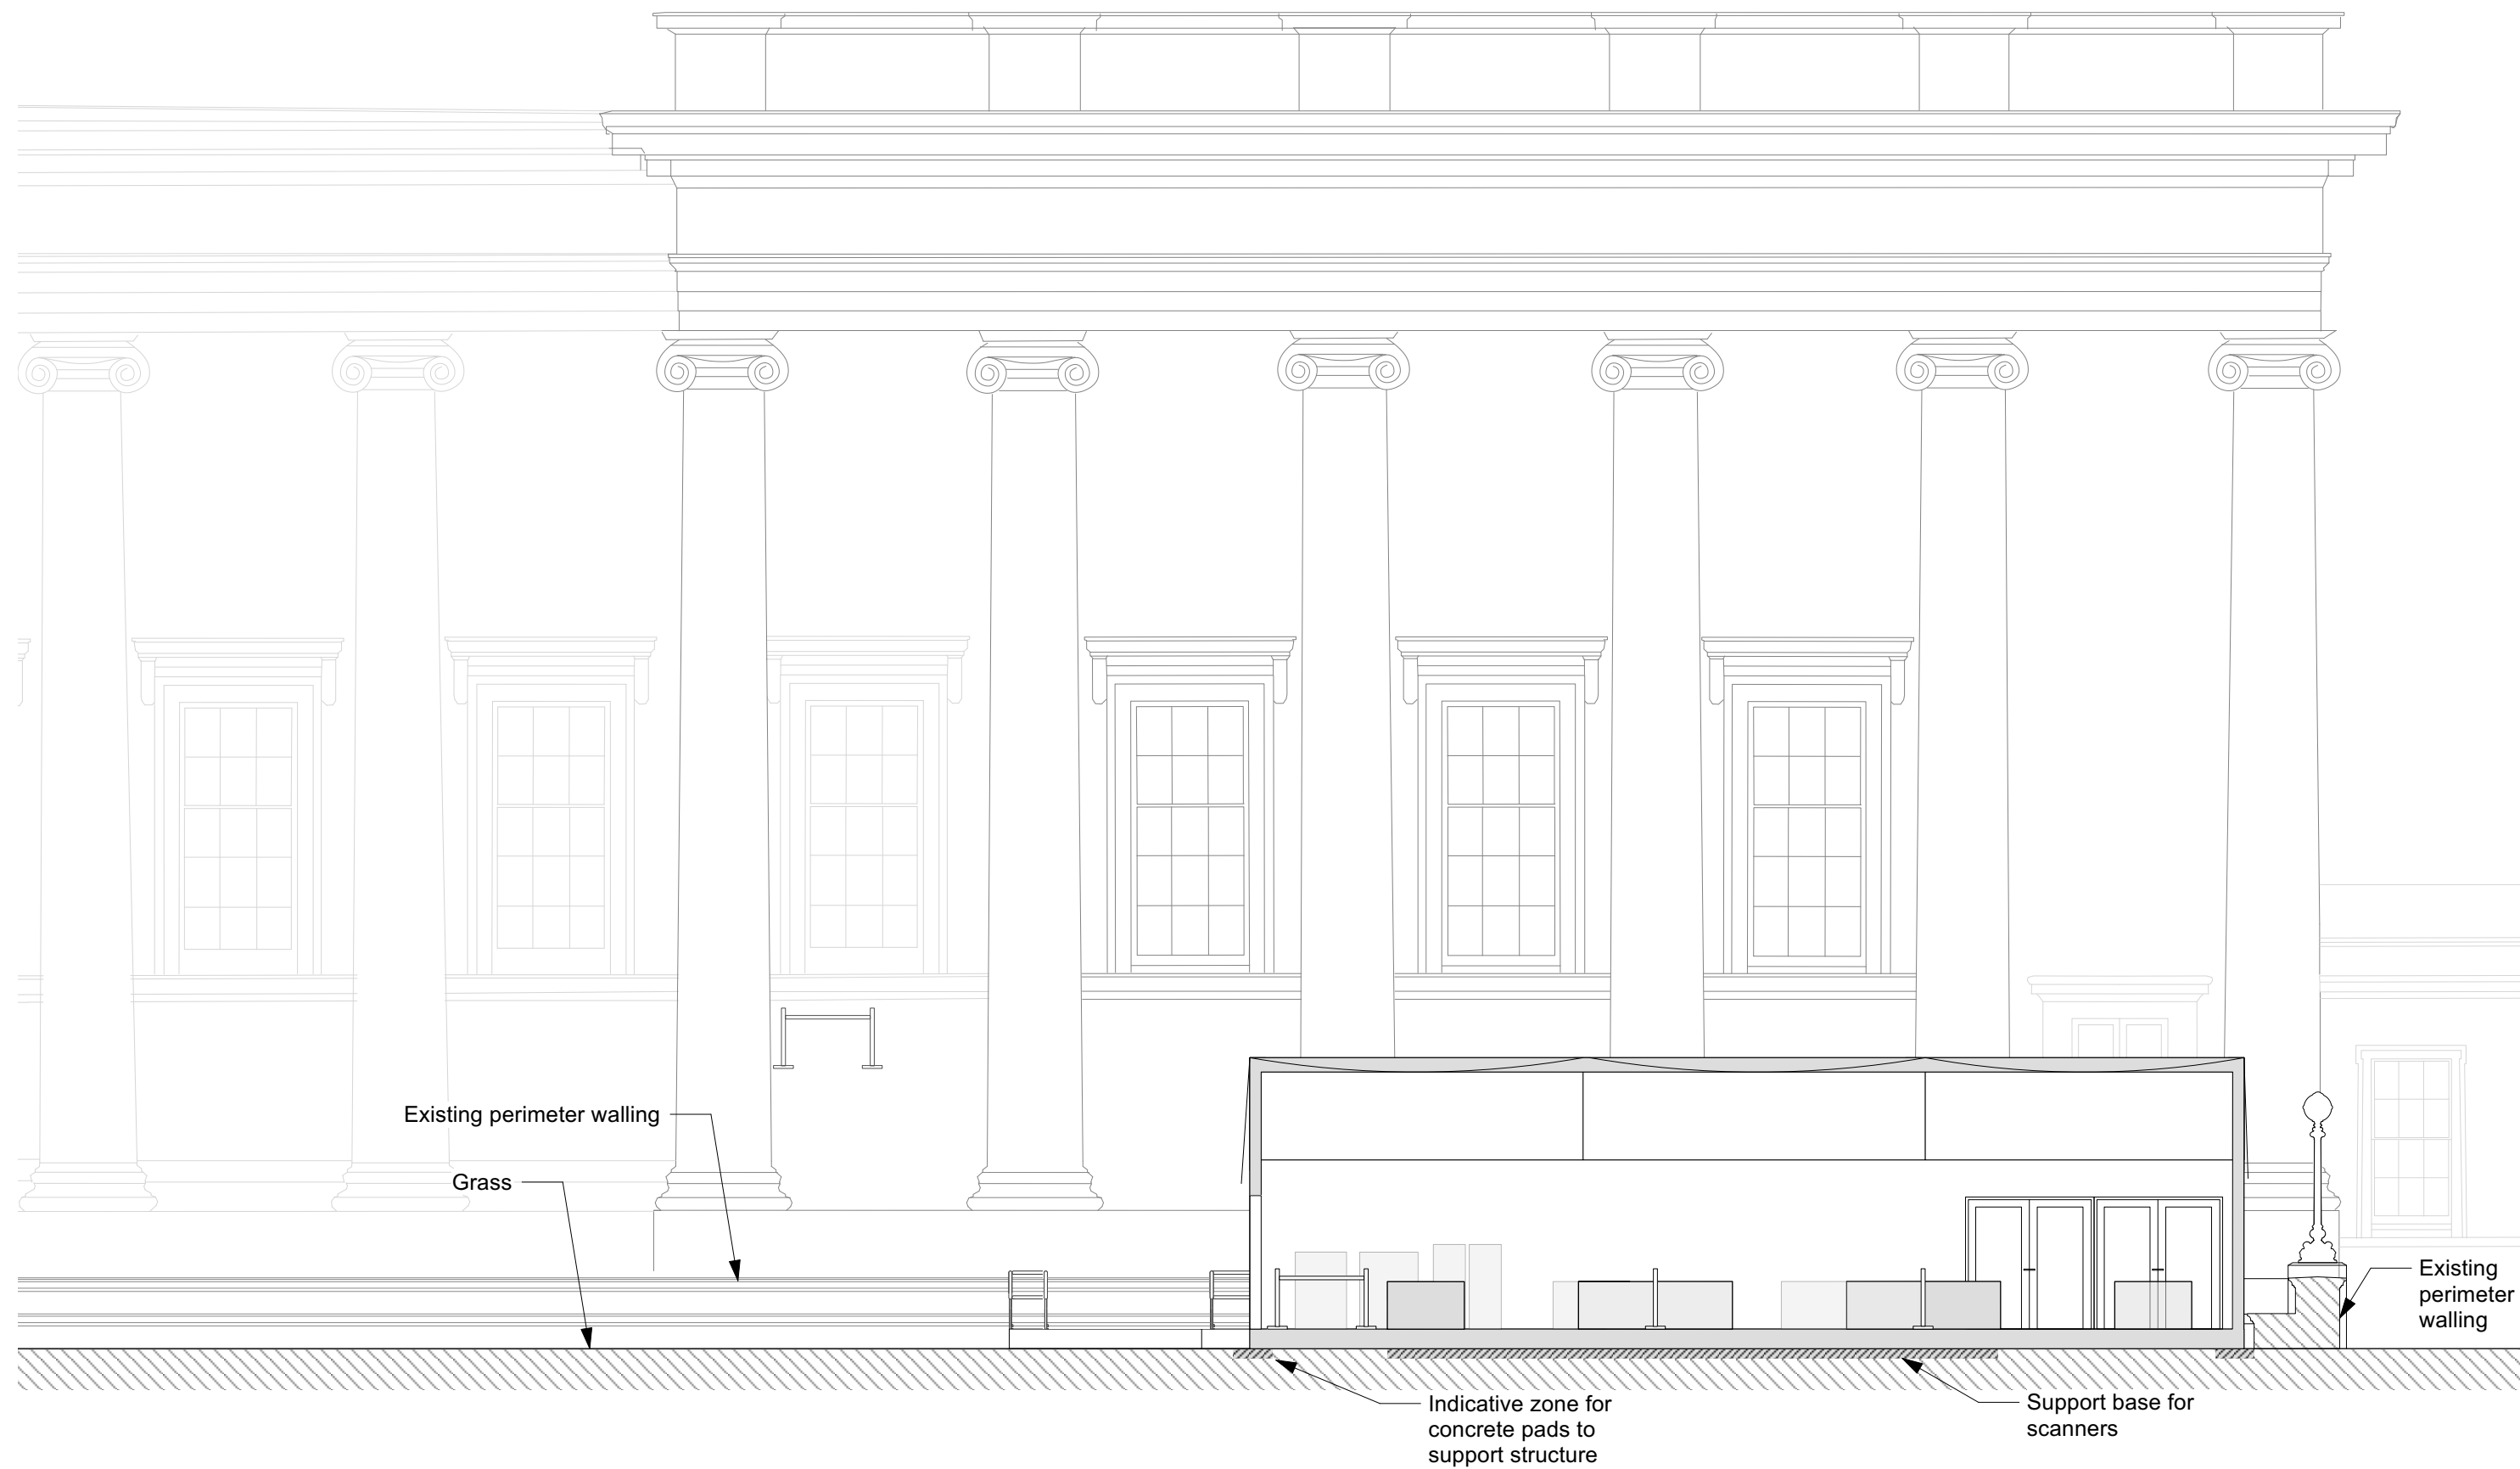 Existing perimeter walling
Grass
Existing
perimeter
walling
Indicative zone for
concrete pads to
support structure
Support base for
scanners